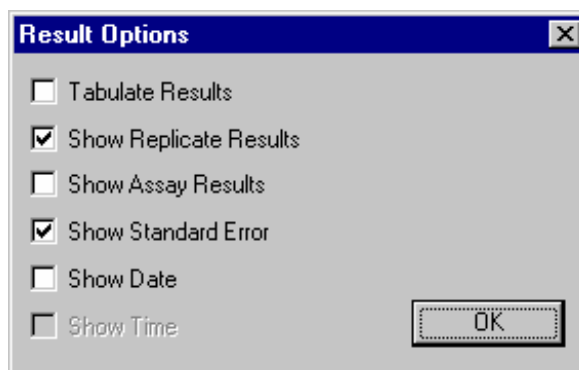 Result Options
Tabulate Results
Show Replicate Results
Show Assay Results
Show Standard Error
Show Date
Show Time
OK